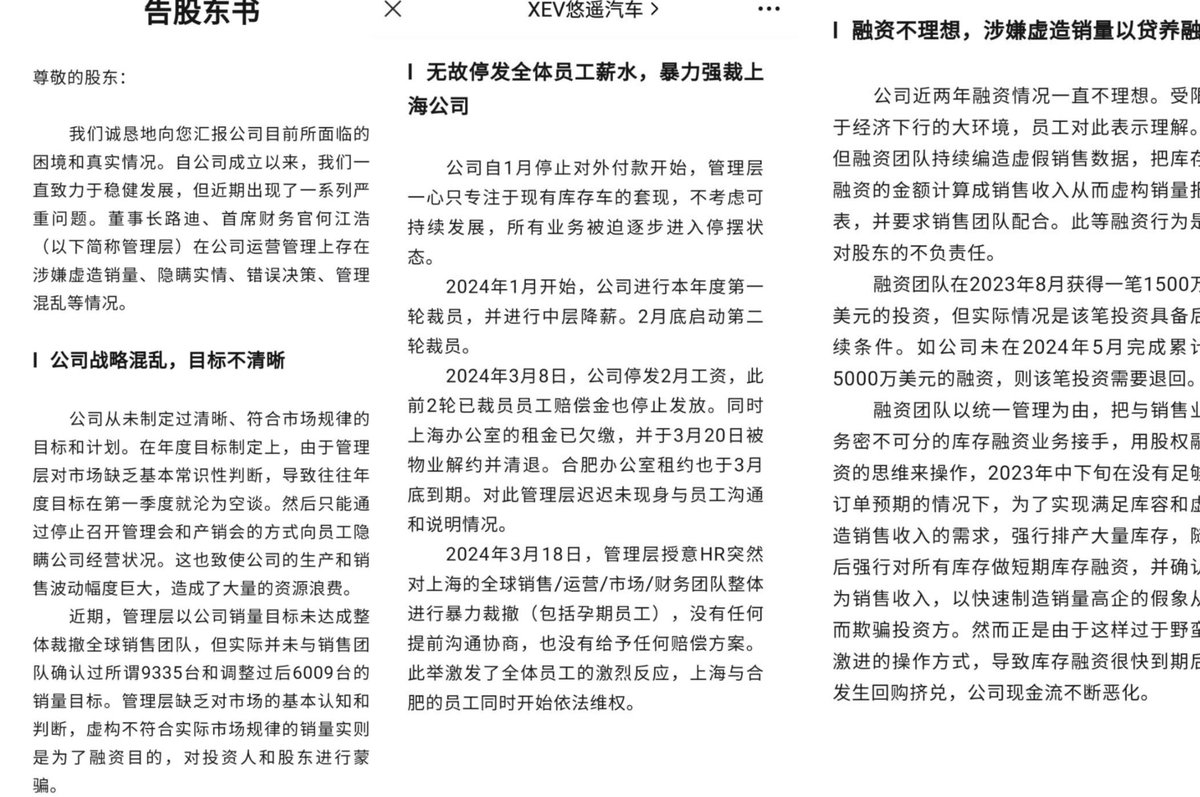 告股东书
尊敬的股东：
我们诚恳地向您汇报公司目前所面临的
困境和真实情况。自公司成立以来，我们一
直致力于稳健发展，但近期出现了一系列严
重问题。董事长路迪、首席财务官何江浩
（以下简称管理层）在公司运营管理上存在
涉嫌虚造销量、隐瞒实情、错误决策、管理
混乱等情况。
公司战略混乱，目标不清晰
公司从未制定过清晰、符合市场规律的
目标和计划。在年度目标制定上，由于管理
层对市场缺乏基本常识性判断，导致往往年
度目标在第一季度就沦为空谈。然后只能通
过停止召开管理会和产销会的方式向员工隐
瞒公司经营状况。这也致使公司的生产和销
售波动幅度巨大，造成了大量的资源浪费。
近期，管理层以公司销量目标未达成整
体裁撤全球销售团队，但实际并未与销售团
队确认过所谓9335台和调整过后6009台的
销量目标。管理层缺乏对市场的基本认知和
判断，虚构不符合实际市场规律的销量实则
是为了融资目的，对投资人和股东进行蒙
骗。
XEV悠遥汽车
无故停发全体员工薪水，暴力强裁上
海公司
公司自1月停止对外付款开始，管理层
一心只专注于现有库存车的套现，不考虑可
持续发展，所有业务被迫逐步进入停摆状
态。
2024年1月开始，公司进行本年度第一
轮裁员，并进行中层降薪。2月底启动第二
轮裁员。
2024年3月8日，公司停发2月工资，此
前2轮已裁员员工赔偿金也停止发放。同时
上海办公室的租金已欠缴，并于3月20日被
物业解约并清退。合肥办公室租约也于3月
底到期。对此管理层迟迟未现身与员工沟通
和说明情况。
2024年3月18日，管理层授意HR突然
对上海的全球销售/运营/市场/财务团队整体
进行暴力裁撤（包括孕期员工），没有任何
提前沟通协商，也没有给予任何赔偿方案。
此举激发了全体员工的激烈反应，上海与合
肥的员工同时开始依法维权。
融资不理想，涉嫌虚造销量以贷养融
公司近两年融资情况一直不理想。受限
于经济下行的大环境，员工对此表示理解。
但融资团队持续编造虚假销售数据，把库存
融资的金额计算成销售收入从而虚构销量报
表，并要求销售团队配合。此等融资行为是
对股东的不负责任。
融资团队在2023年8月获得一笔1500万
美元的投资，但实际情况是该笔投资具备后
续条件。如公司未在2024年5月完成累计
5000万美元的融资，则该笔投资需要退回。
融资团队以统一管理为由，把与销售业
务密不可分的库存融资业务接手，用股权融
资的思维来操作，2023年中下旬在没有足够
订单预期的情况下，为了实现满足库容和虚
造销售收入的需求，强行排产大量库存，随
后强行对所有库存做短期库存融资，并确认
为销售收入，以快速制造销量高企的假象从
而欺骗投资方。然而正是由于这样过于野蛮
激进的操作方式，导致库存融资很快到期后
发生回购挤兑，公司现金流不断恶化。